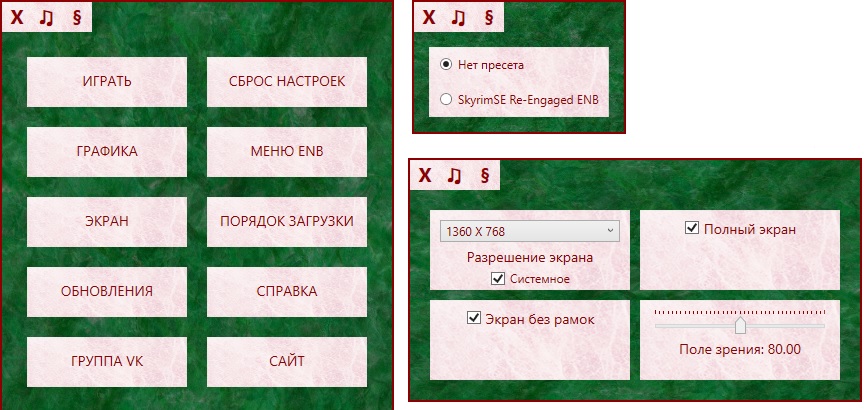 X ♫ §
ИГРАТЬ
СБРОС НАСТРОЕК
ГРАФИКА
МЕНЮ ENB
ЭКРАН
ПОРЯДОК ЗАГРУЗКИ
ОБНОВЛЕНИЯ
СПРАВКА
ГРУППА VK
САЙТ
X ♫ §
Нет пресета
SkyrimSE Re-Engaged ENB
X ♫ §
1360 X 768
Разрешение экрана
Системное
Полный экран
Экран без рамок
Поле зрения: 80.00